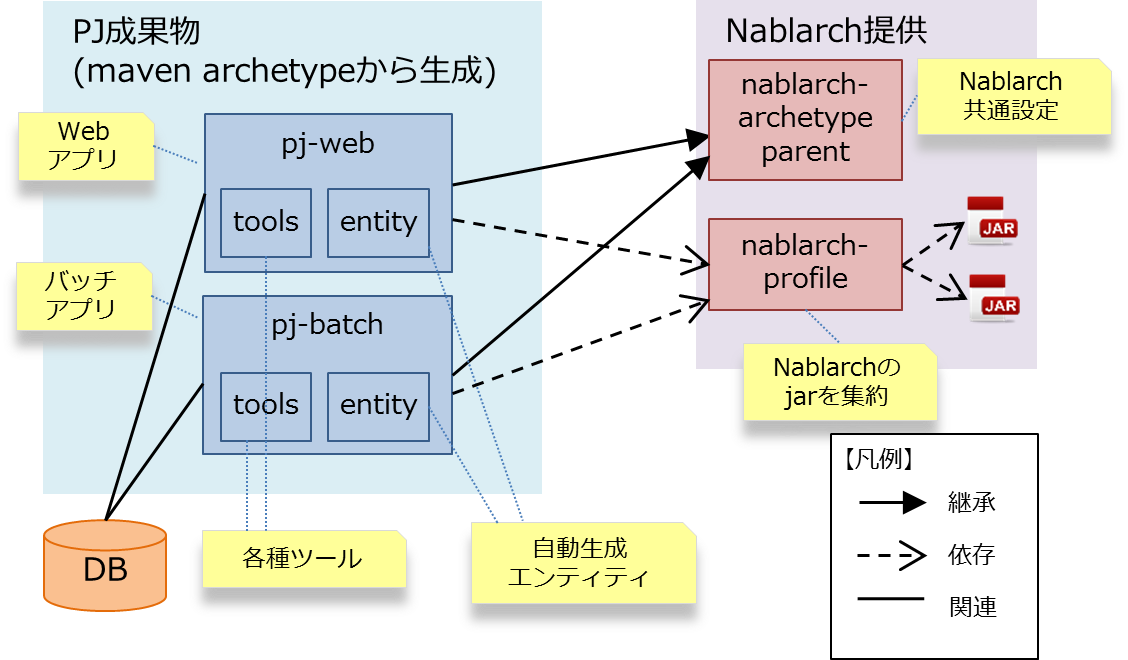 PJ成果物
(maven archetypeから生成)
Web
アプリ
pj-web
tools
entity
バッチ
アプリ
pj-batch
tools
entity
DB
各種ツール
自動生成
エンティティ
Nablarch提供
nablarch-
archetype
parent
Nablarch
共通設定
nablarch-
profile
JAR
JAR
Nablarchの
jarを集約
【凡例】
継承
依存
関連